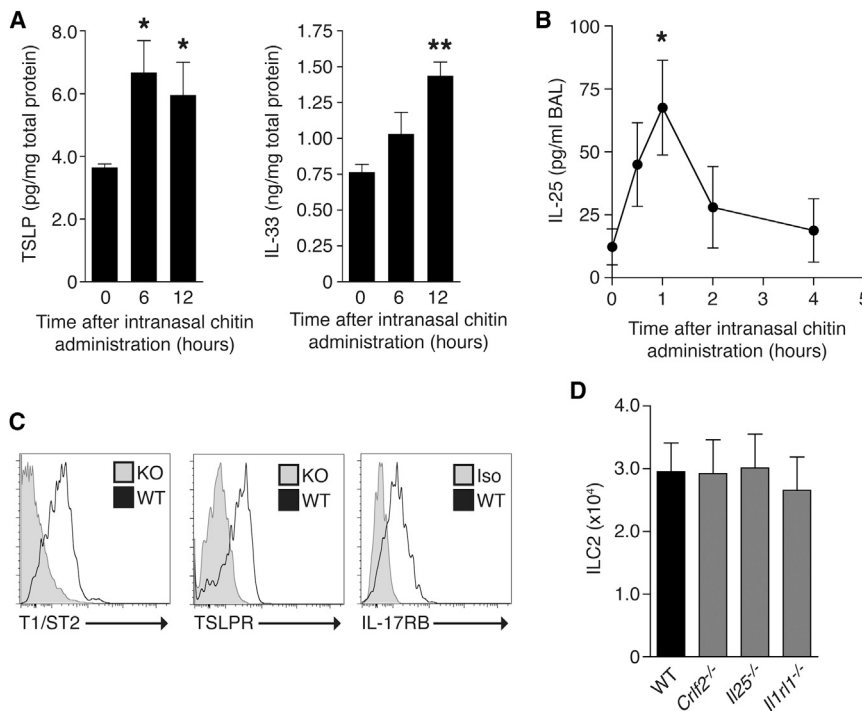 A
TSLP (pg/mg total protein)
8.0
6.0
4.0
2.0
0
*
*
0 6 12
Time after intranasal chitin
administration (hours)
IL-33 (ng/mg total protein)
1.75
1.50
1.25
1.00
0.75
0.50
0.25
0
**
0 6 12
Time after intranasal chitin
administration (hours)
B
IL-25 (pg/ml BAL)
100
75
50
25
0
*
0 1 2 3 4 5
Time after intranasal chitin
administration (hours)
C
KO
WT
T1/ST2
KO
WT
TSLPR
Iso
WT
IL-17RB
D
ILC2 (x10⁴)
4.0
3.0
2.0
1.0
0
WT
Crlf2-/-
Il25-/-
Il1rl1-/-